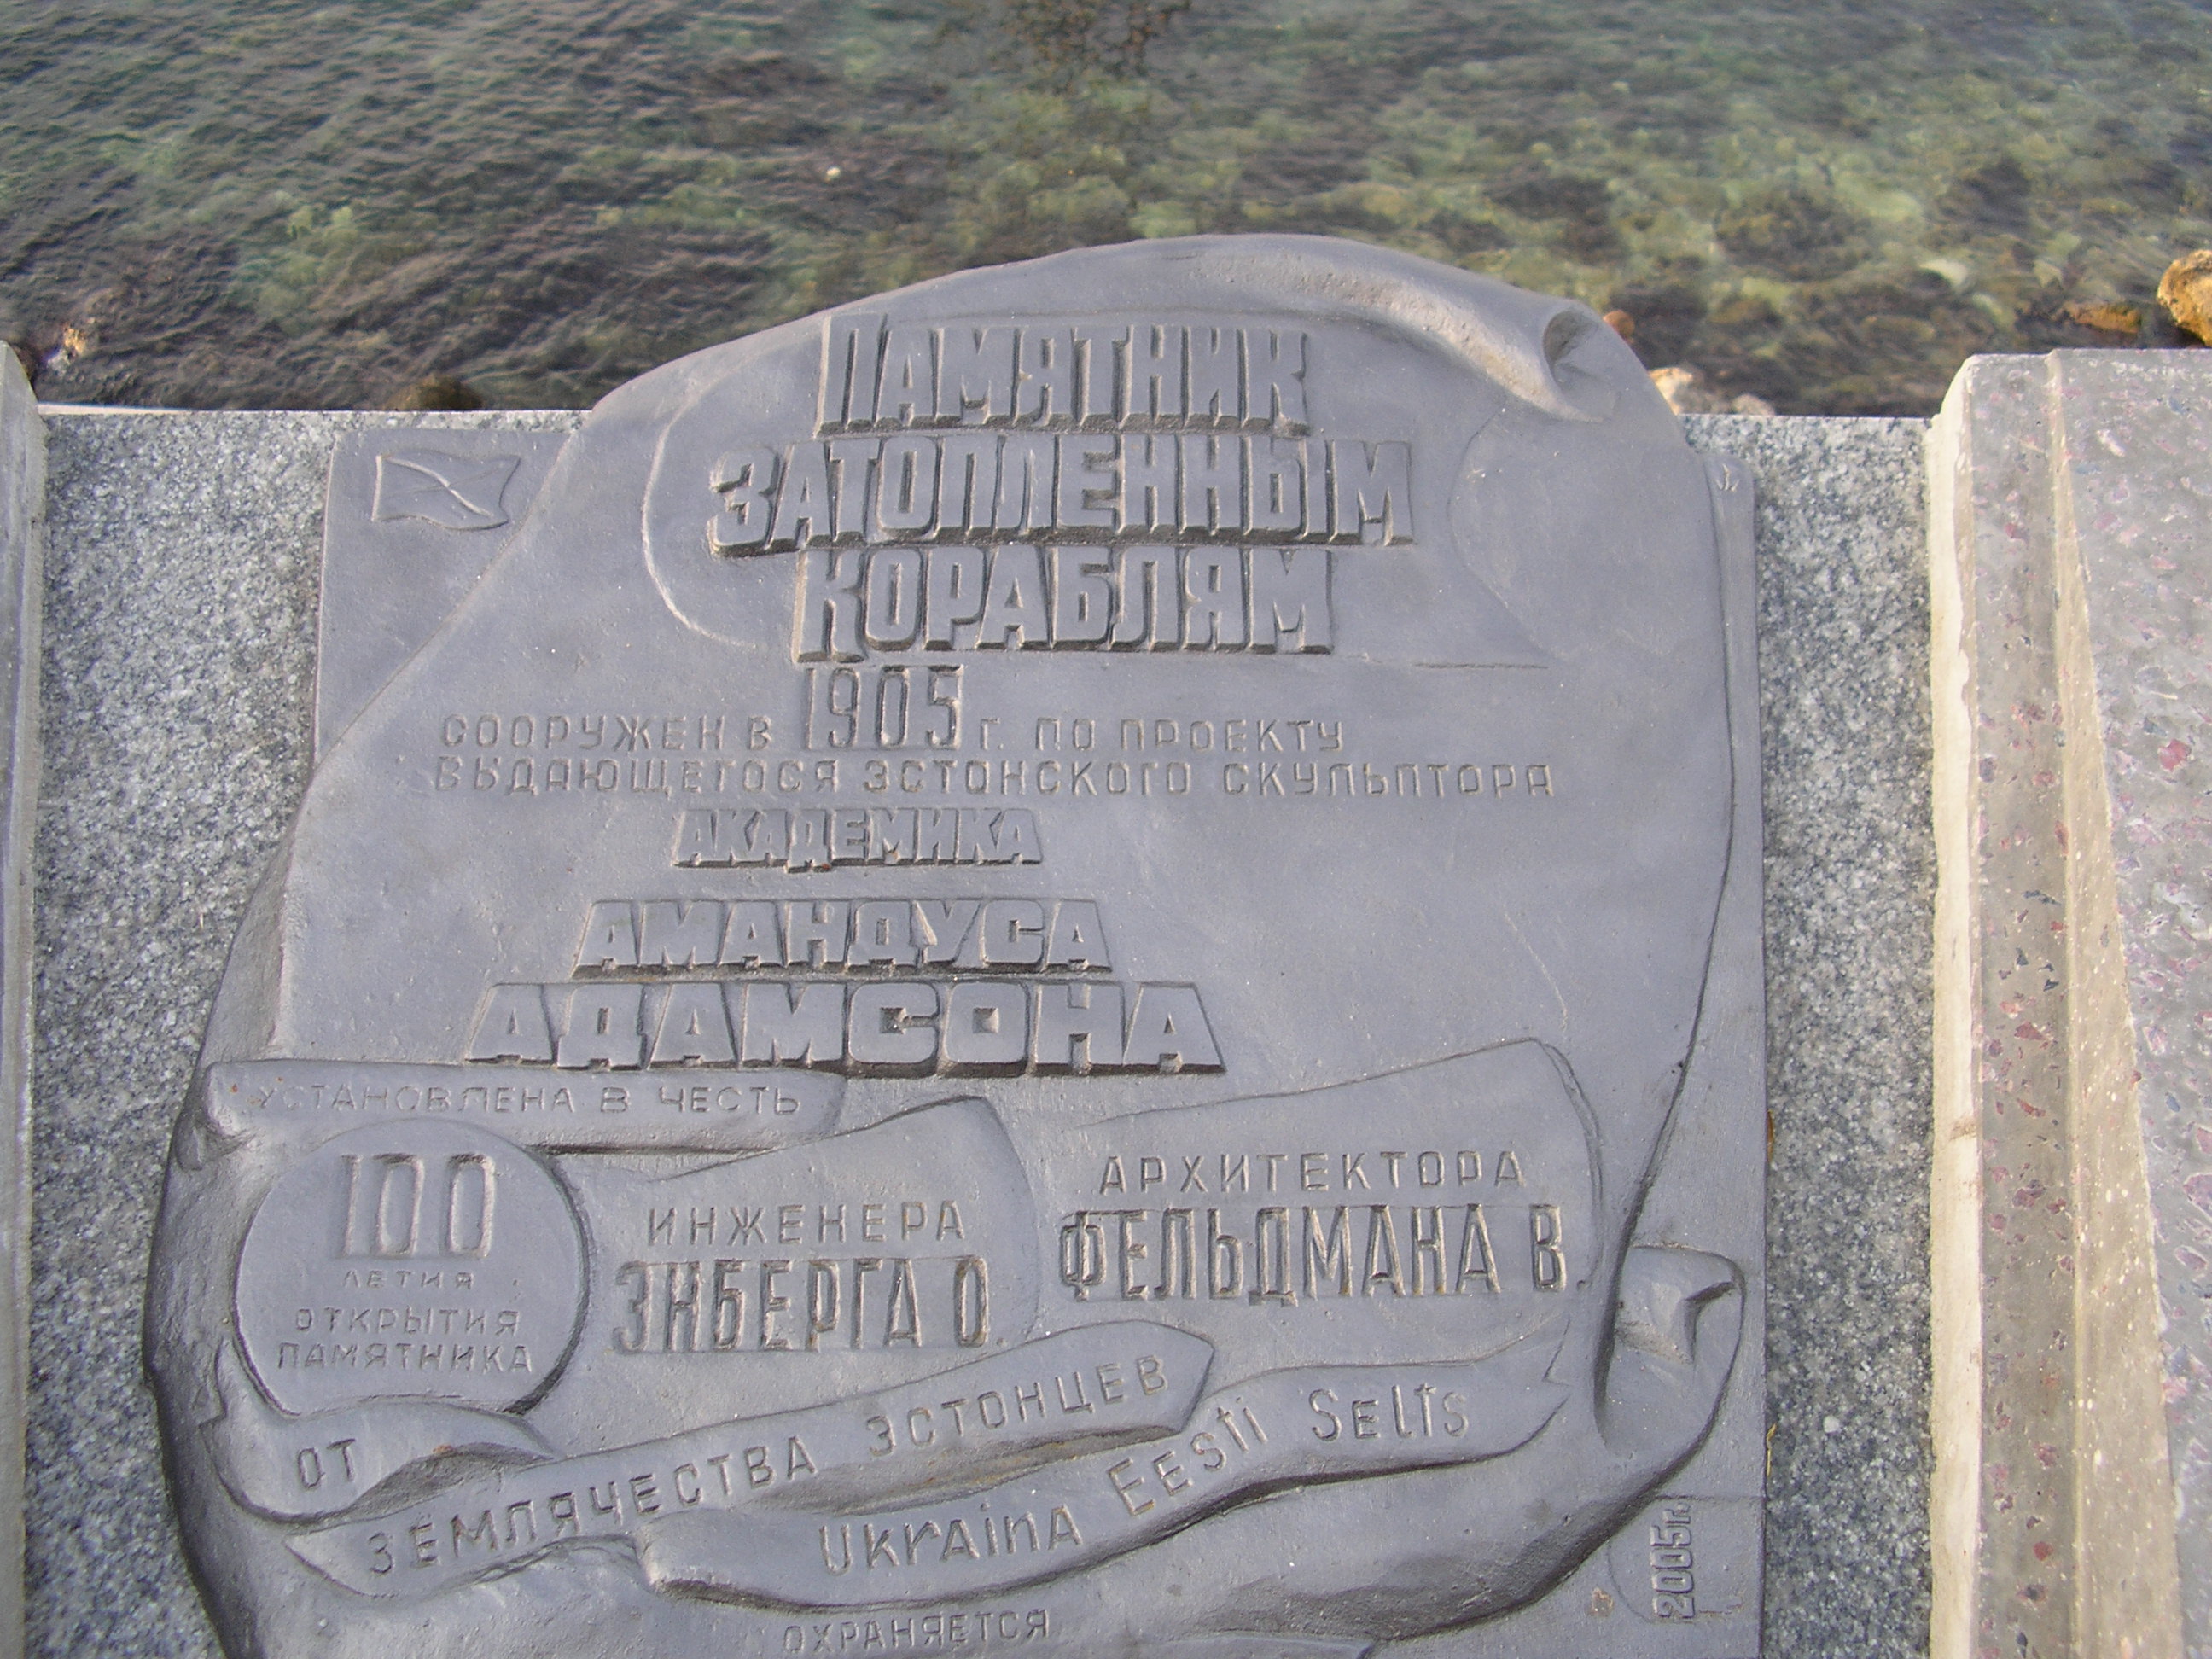 ПАМЯТНИК
ЗАТОПЛЕННЫМ
КОРАБЛЯМ
СООРУЖЕН В 1905 Г. ПО ПРОЕКТУ
ВЫДАЮЩЕГОСЯ ЭСТОНСКОГО СКУЛЬПТОРА
АКАДЕМИКА
АМАНДУСА
АДАМСОНА
УСТАНОВЛЕНА В ЧЕСТЬ
100
ЛЕТИЯ
ОТКРЫТИЯ
ПАМЯТНИКА
ИНЖЕНЕРА
ЭНБЕРГА О.
АРХИТЕКТОРА
ФЕЛЬДМАНА В.
ОТ
ЗЕМЛЯЧЕСТВА ЭСТОНЦЕВ
UKRAINA EESTI SELTS
2005г.
ОХРАНЯЕТСЯ